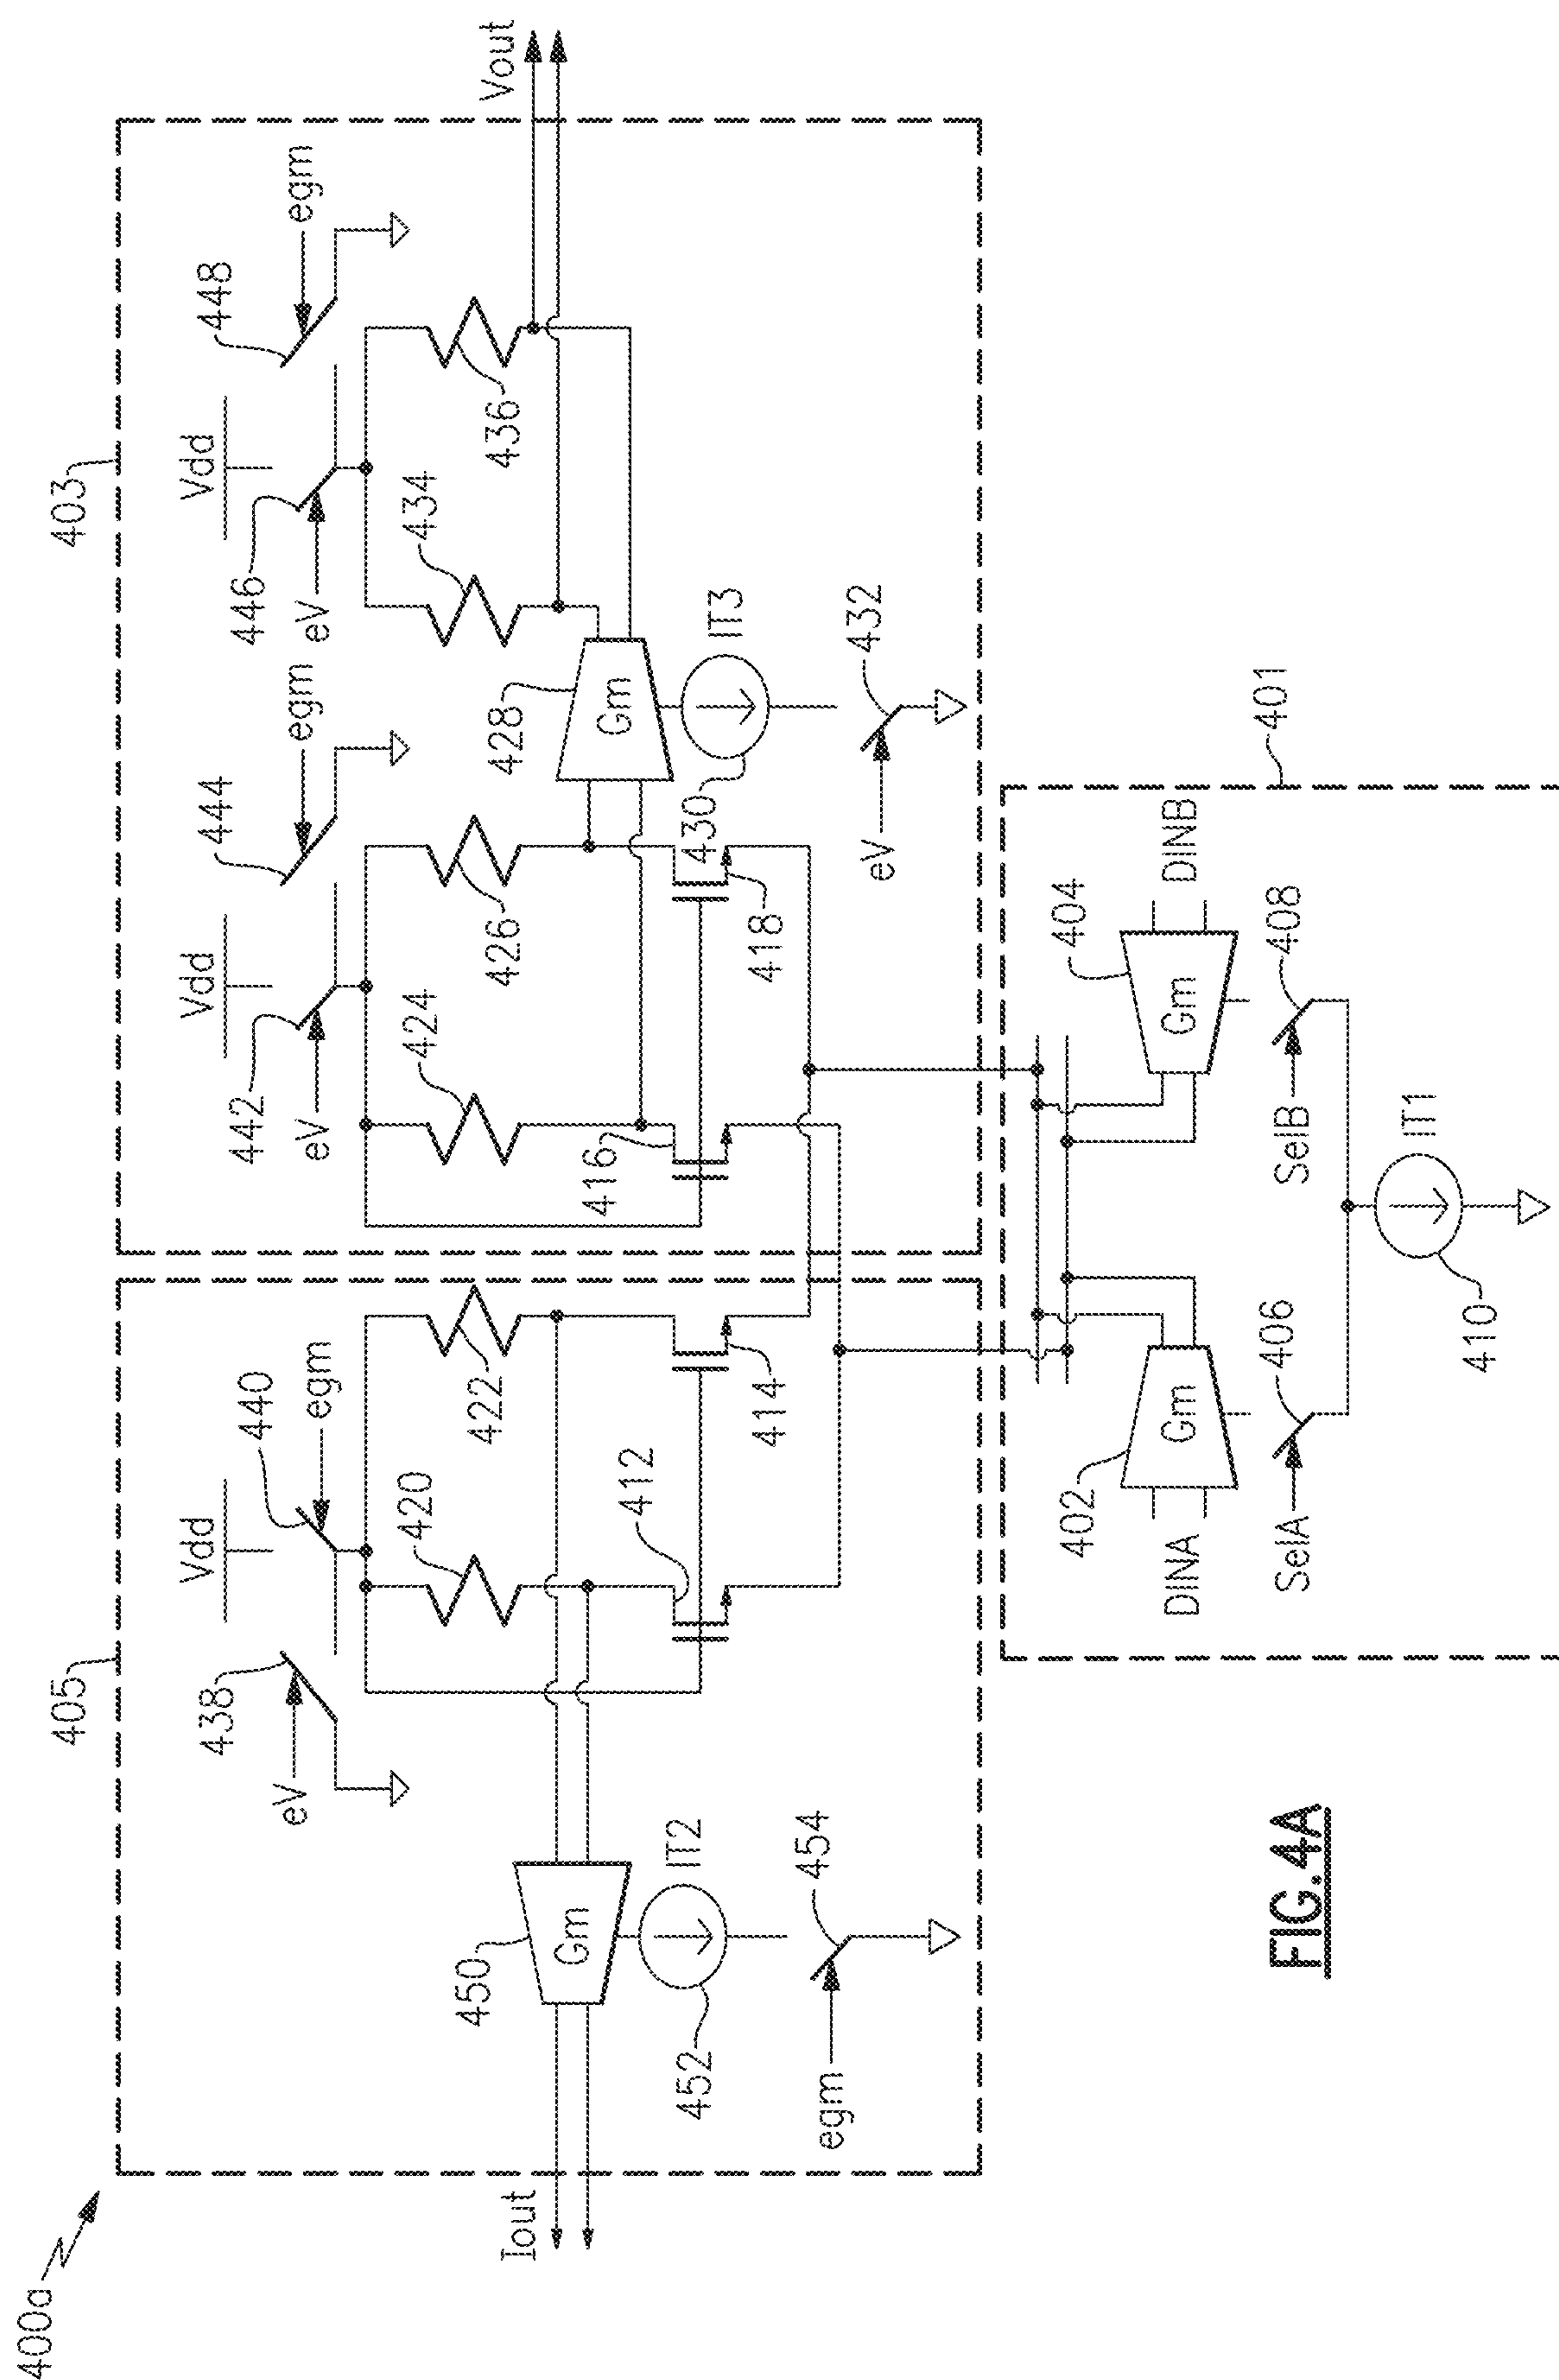 400a
405
403
Vdd
Vdd
Vdd
438
440
442
444
446
448
eV
egm
eV
egm
eV
egm
420
422
424
426
434
436
Iout
Vout
450
Gm
412
414
416
418
428
Gm
452
IT2
430
IT3
egm
454
eV
432
401
402
Gm
404
Gm
DINA
DINB
SelA
406
SelB
408
410
IT1
FIG.4A